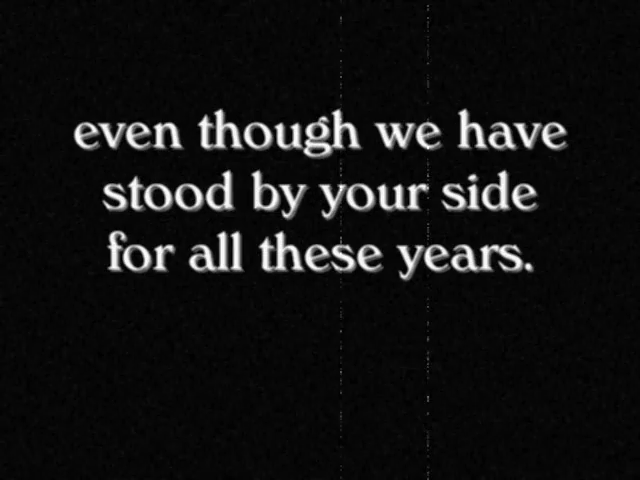 even though we have
stood by your side
for all these years.